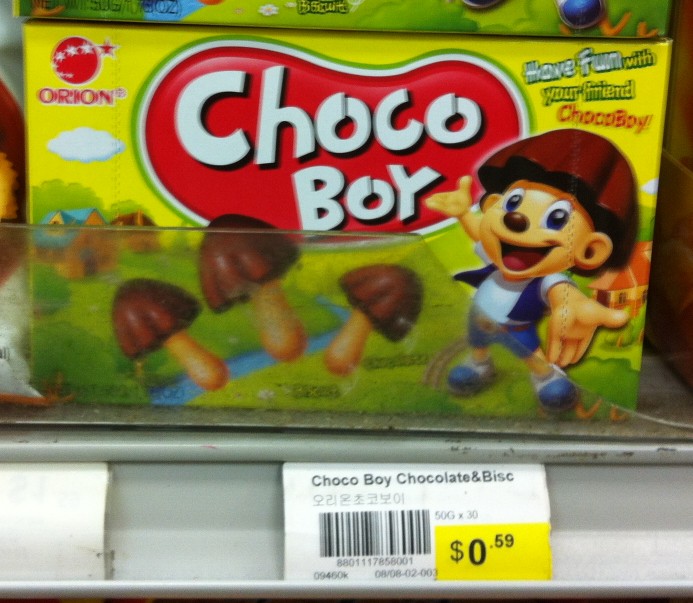 ORION®
CHOCO
BOY
Have Fun with
your friend
ChocoBoy!
Choco Boy Chocolate&Bisc
오리온초코보이
50G x 30
$0.59
8801117856001
09460k 08/08-02-003